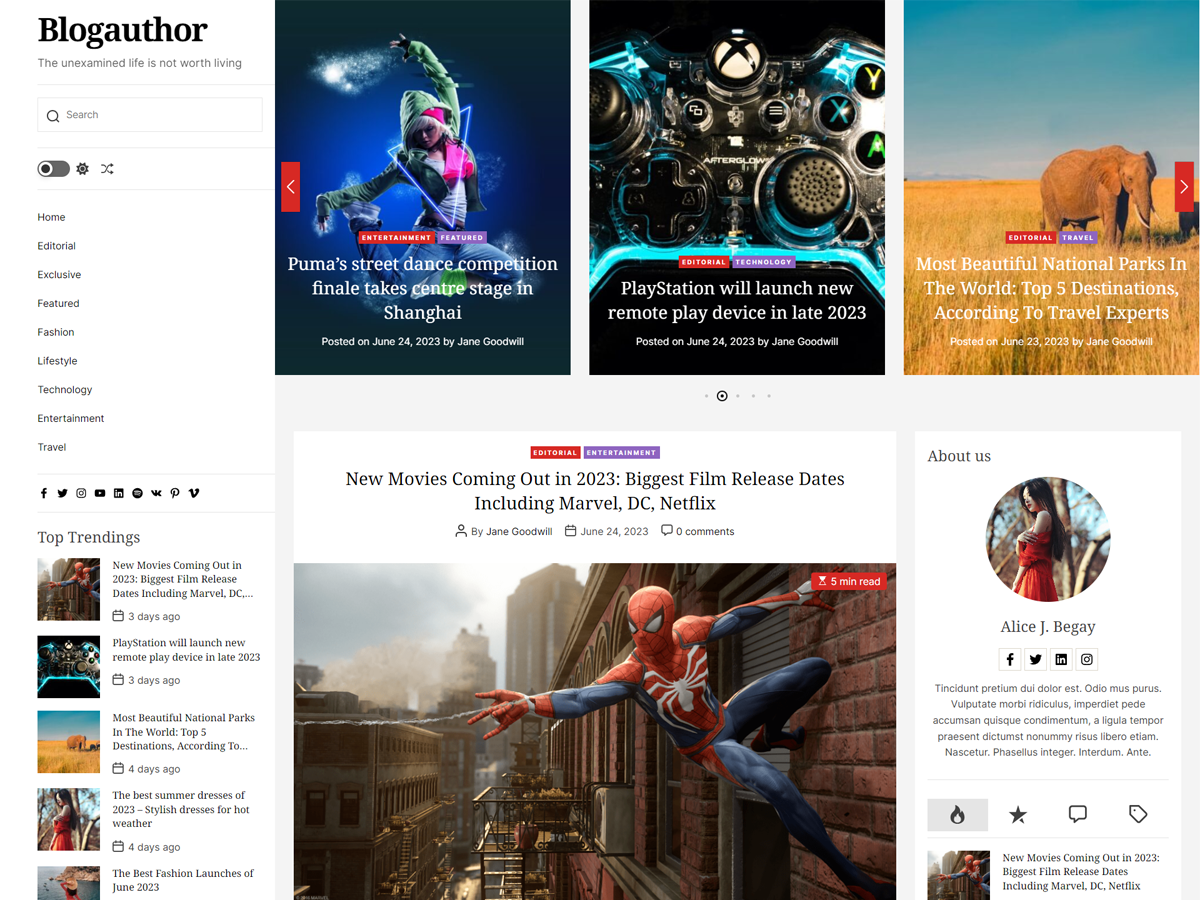 Blogauthor
The unexamined life is not worth living
Search
Home
Editorial
Exclusive
Featured
Fashion
Lifestyle
Technology
Entertainment
Travel
Top Trendings
New Movies Coming Out in
2023: Biggest Film Release
Dates Including Marvel, DC,...
3 days ago
PlayStation will launch new
remote play device in late 2023
3 days ago
Most Beautiful National Parks
In The World: Top 5
Destinations, According To...
4 days ago
The best summer dresses of
2023 – Stylish dresses for hot
weather
4 days ago
The Best Fashion Launches of
June 2023
ENTERTAINMENT FEATURED
Puma’s street dance competition
finale takes centre stage in
Shanghai
Posted on June 24, 2023 by Jane Goodwill
Y
X
A
AFTERGLOW
EDITORIAL TECHNOLOGY
PlayStation will launch new
remote play device in late 2023
Posted on June 24, 2023 by Jane Goodwill
EDITORIAL TRAVEL
Most Beautiful National Parks In
The World: Top 5 Destinations,
According To Travel Experts
Posted on June 23, 2023 by Jane Goodwill
EDITORIAL ENTERTAINMENT
New Movies Coming Out in 2023: Biggest Film Release Dates
Including Marvel, DC, Netflix
By Jane Goodwill June 24, 2023 0 comments
5 min read
About us
Alice J. Begay
Tincidunt pretium dui dolor est. Odio mus purus.
Vulputate morbi ridiculus, imperdiet pede
accumsan quisque condimentum, a ligula tempor
praesent dictumst nonummy risus libero etiam.
Nascetur. Phasellus integer. Interdum. Ante.
New Movies Coming Out in 2023:
Biggest Film Release Dates
Including Marvel, DC, Netflix